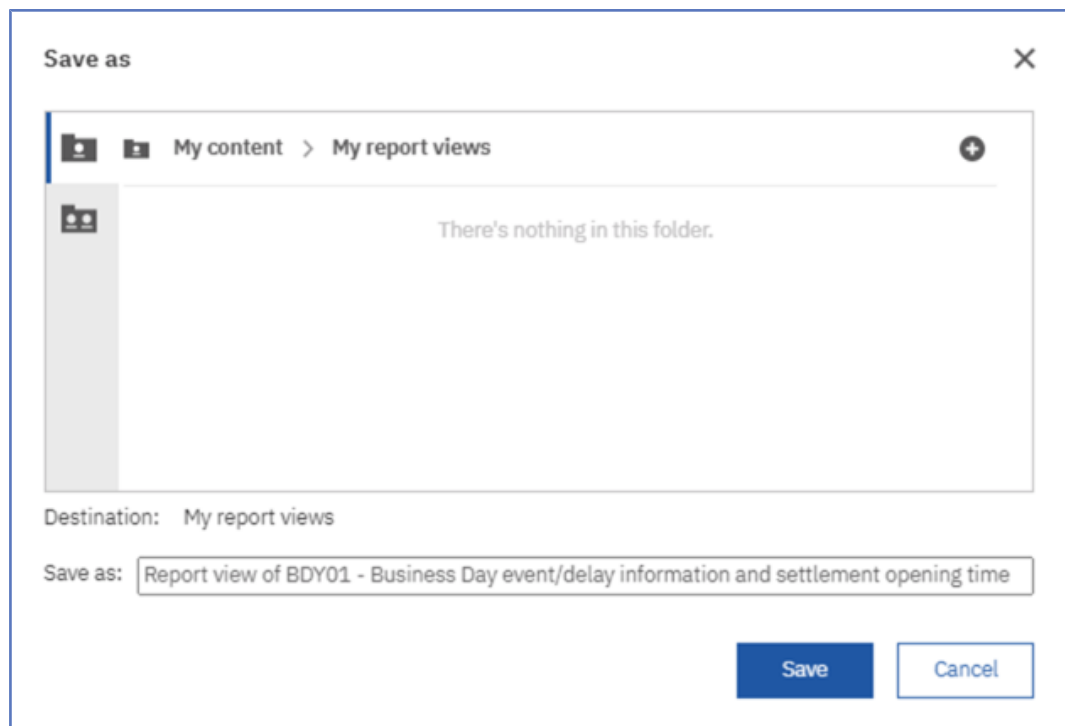 Save as
My content > My report views
There's nothing in this folder.
Destination: My report views
Save as: Report view of BDY01 - Business Day event/delay information and settlement opening time
Save Cancel